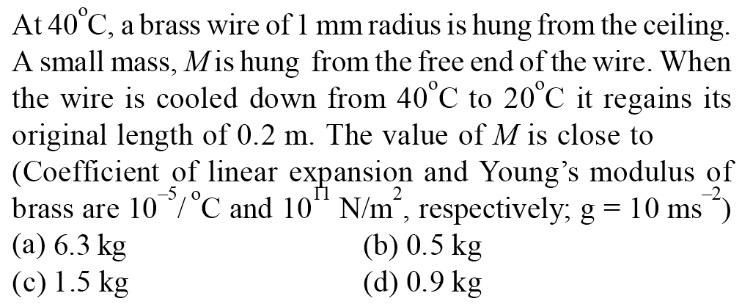 At 40°C, a brass wire of 1 mm radius is hung from the ceiling.
A small mass, M is hung from the free end of the wire. When
the wire is cooled down from 40°C to 20°C it regains its
original length of 0.2 m. The value of M is close to
(Coefficient of linear expansion and Young’s modulus of
brass are 10⁻⁵/°C and 10¹¹ N/m², respectively; g = 10 ms⁻²)
(a) 6.3 kg (b) 0.5 kg
(c) 1.5 kg (d) 0.9 kg